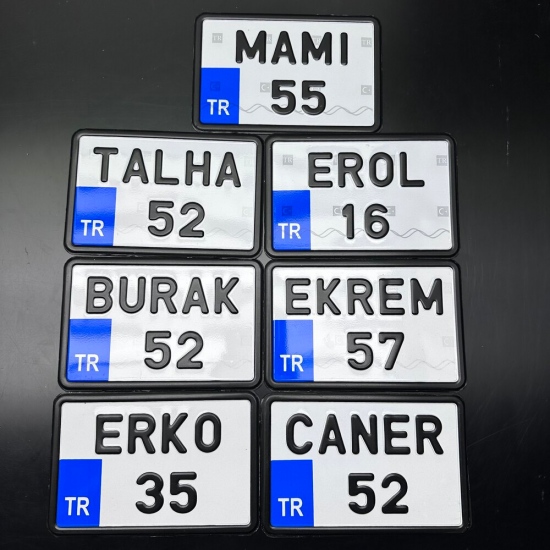 MAMI
TR 55
TALHA
TR 52
EROL
TR 16
BURAK
TR 52
EKREM
TR 57
ERKO
TR 35
CANER
TR 52